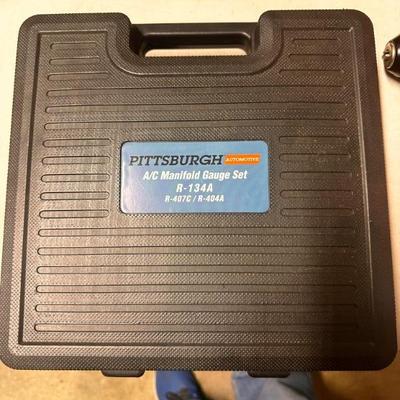 PITTSBURGH AUTOMOTIVE
A/C Manifold Gauge Set
R-134A
R-407C / R-404A